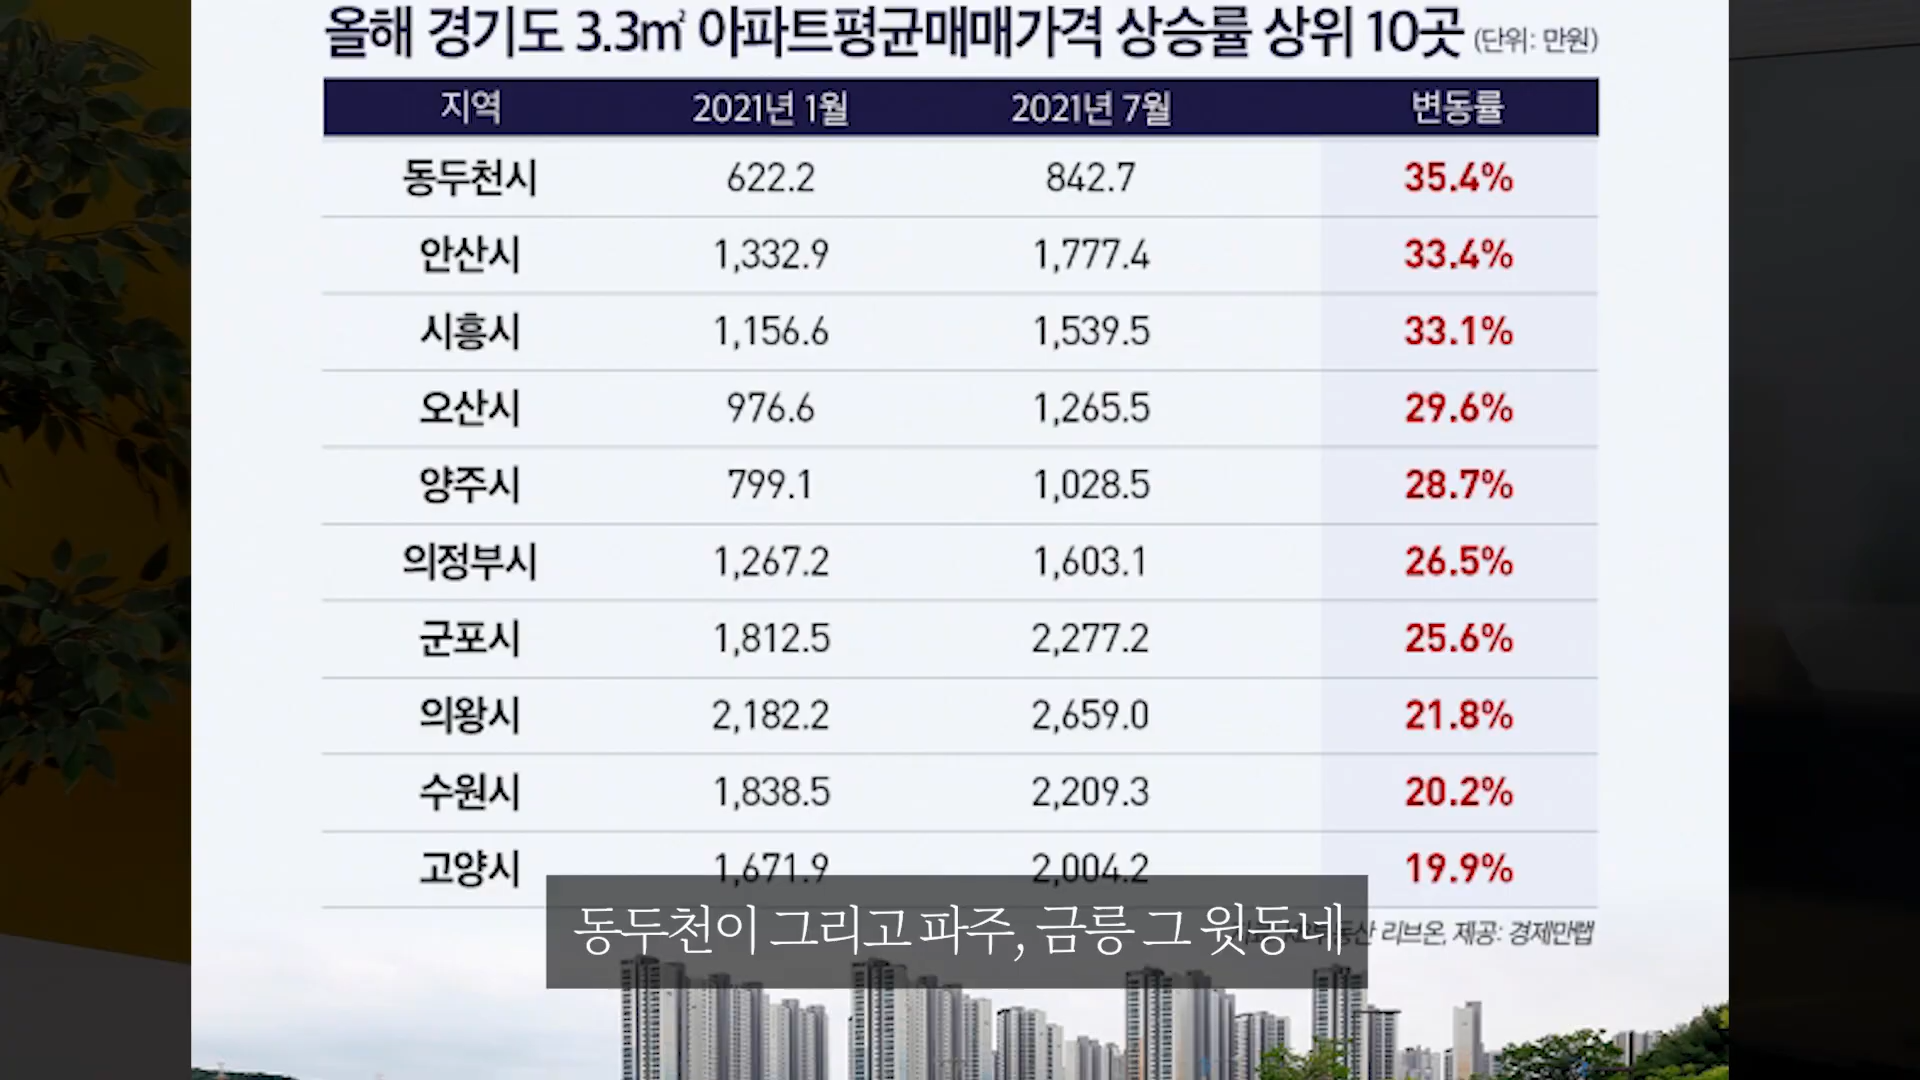 올해 경기도 3.3㎡ 아파트평균매매가격 상승률 상위 10곳 (단위: 만원)
지역 2021년 1월 2021년 7월 변동률
동두천시 622.2 842.7 35.4%
안산시 1,332.9 1,777.4 33.4%
시흥시 1,156.6 1,539.5 33.1%
오산시 976.6 1,265.5 29.6%
양주시 799.1 1,028.5 28.7%
의정부시 1,267.2 1,603.1 26.5%
군포시 1,812.5 2,277.2 25.6%
의왕시 2,182.2 2,659.0 21.8%
수원시 1,838.5 2,209.3 20.2%
고양시 1,671.9 2,004.2 19.9%
리브온, 제공: 경제만랩
동두천이 그리고 파주, 금릉 그 윗동네